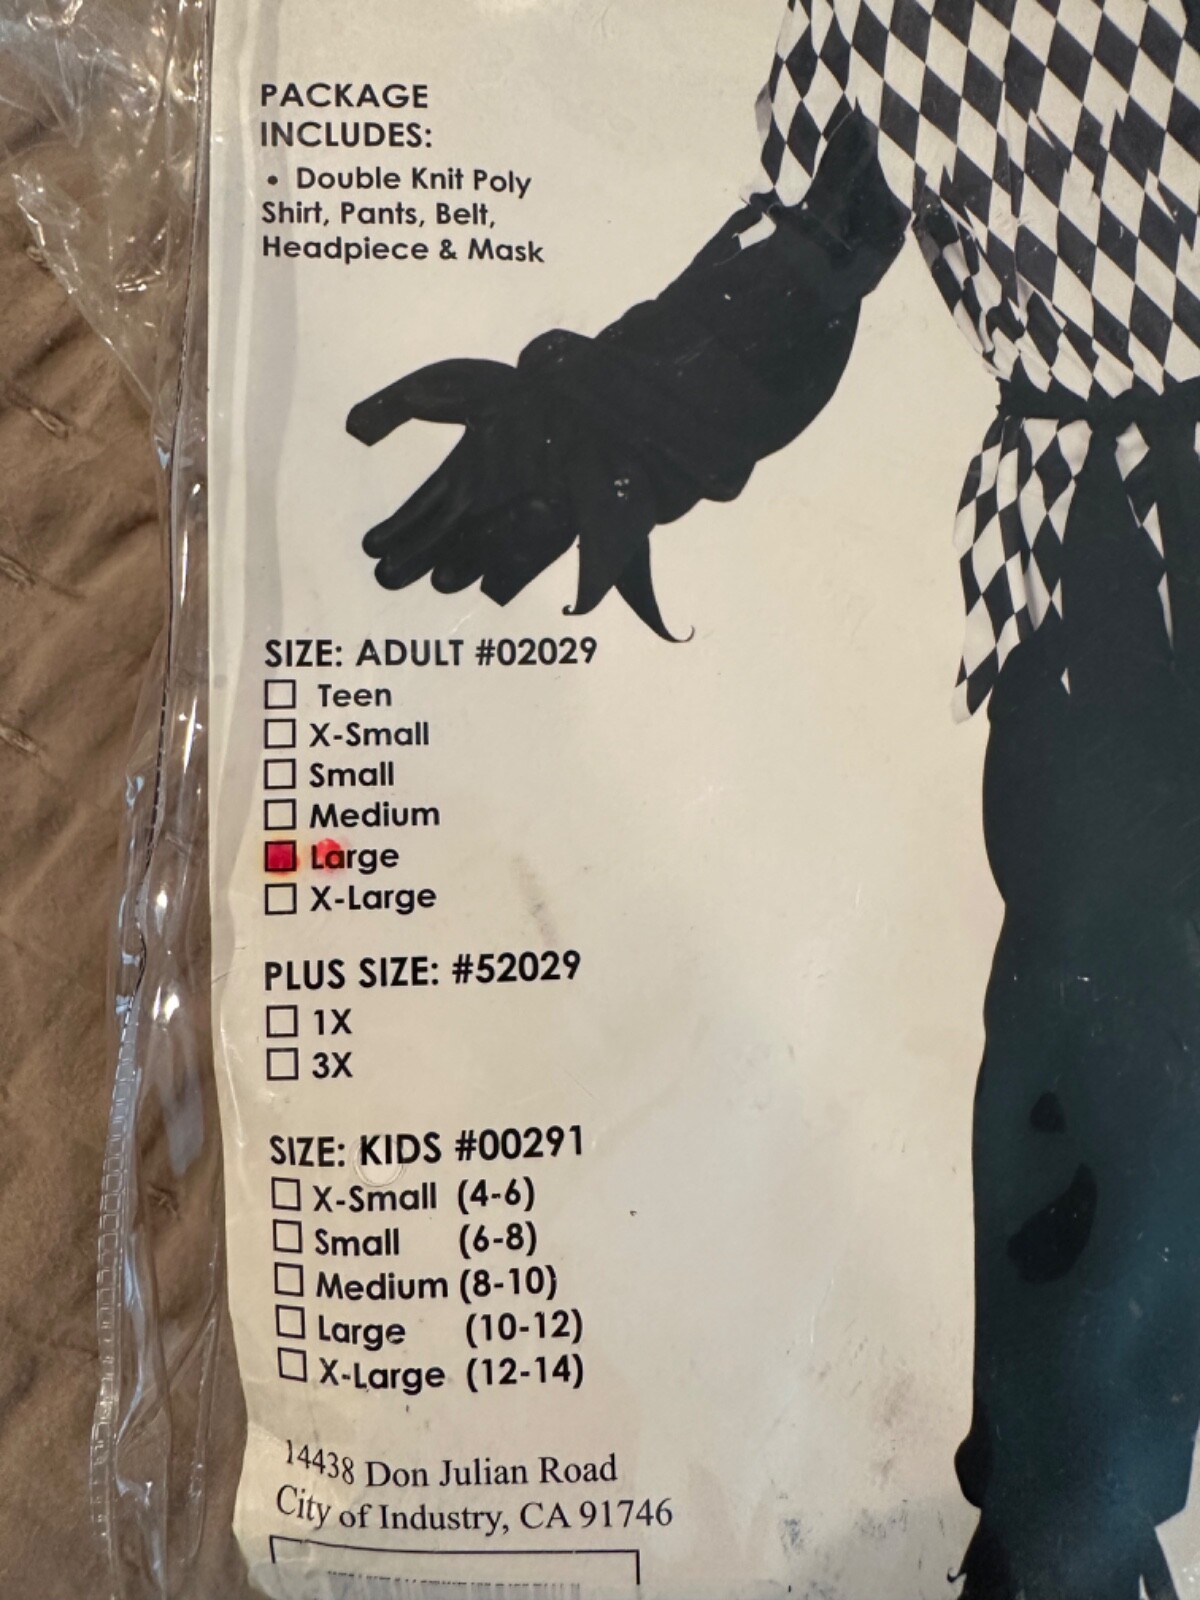 PACKAGE
INCLUDES:
• Double Knit Poly
Shirt, Pants, Belt,
Headpiece & Mask
SIZE: ADULT #02029
Teen
X-Small
Small
Medium
Large
X-Large
PLUS SIZE: #52029
1X
3X
SIZE: KIDS #00291
X-Small (4-6)
Small (6-8)
Medium (8-10)
Large (10-12)
X-Large (12-14)
14438 Don Julian Road
City of Industry, CA 91746